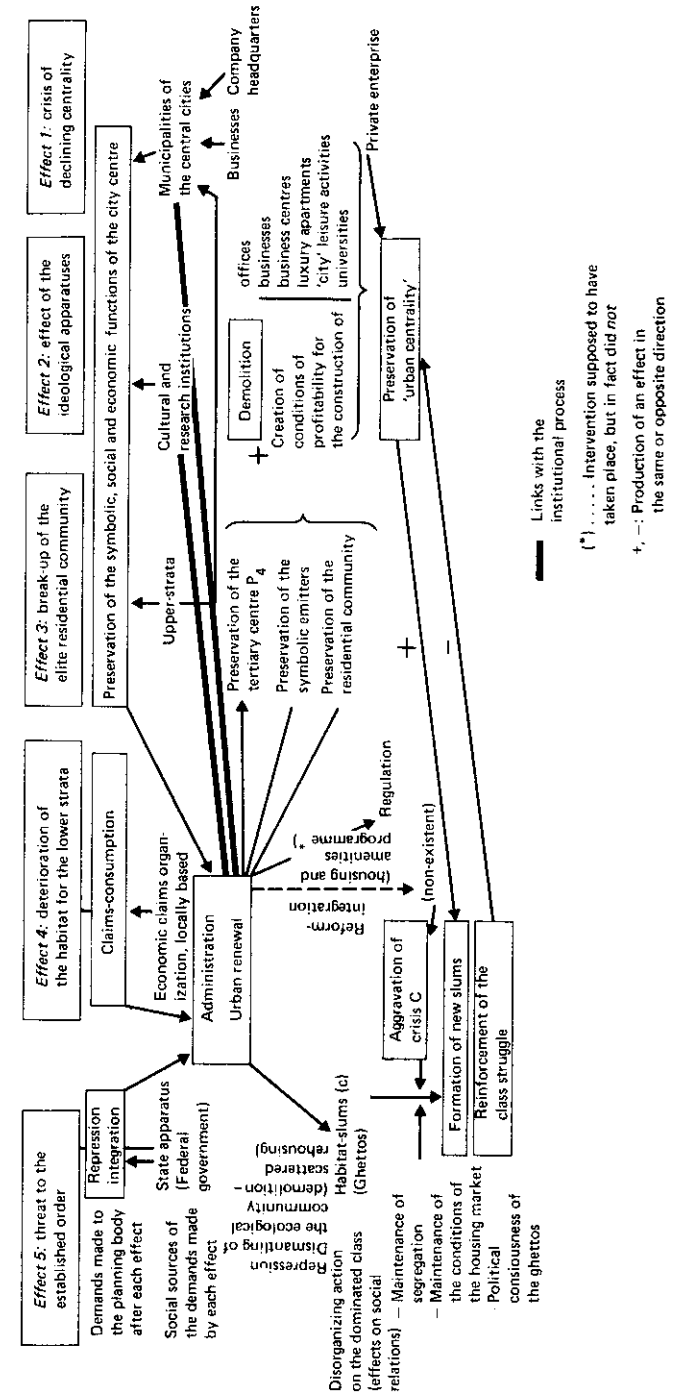 Effect 5: threat to the
established order
Effect 4: deterioration of
the habitat for the lower strata
Effect 3: break-up of the
elite residential community
Effect 2: effect of the
ideological apparatuses
Effect 1: crisis of
declining centrality
Demands made to
the planning body
after each effect
Repression
integration
Claims-consumption
Preservation of the symbolic, social and economic functions of the city centre
Social sources of
the demands made
by each effect
State apparatus
(Federal
government)
Economic claims organ-
ization, locally based
Upper-strata
Cultural and
research institutions
Municipalities of
the central cities
Businesses
Company
headquarters
Administration
Urban renewal
Repression
Dismantling of
the ecological
community
(demolition –
scattered
rehousing)
Reform-
integration
(housing and
amenities
programme *)
Regulation
Preservation of the
tertiary centre P4
Preservation of the
symbolic emitters
Preservation of the
residential community
Demolition
+
Creation of
conditions of
profitability for
the construction of
offices
businesses
business centres
luxury apartments
'city' leisure activities
universities
Disorganizing action
on the dominated class
(effects on social
relations)
Habitat-slums (c)
(Ghettos)
– Maintenance of
segregation
– Maintenance of
the conditions of
the housing market
· Political
consiousness of
the ghettos
Aggravation of
crisis C
(non-existent)
Formation of new slums
Reinforcement of the
class struggle
+
–
Preservation of
'urban centrality'
Private enterprise
Links with the
institutional process
(*) ..... Intervention supposed to have
taken place, but in fact did not
+, –: Production of an effect in
the same or opposite direction